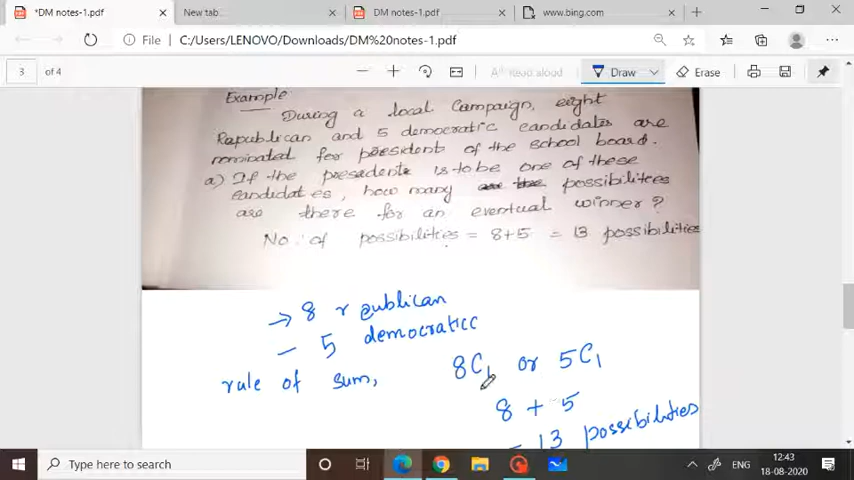 *DM notes-1.pdf
New tab
DM notes-1.pdf
www.bing.com
File C:/Users/LENOVO/Downloads/DM%20notes-1.pdf
3 of 4
Read aloud
Draw
Erase
Example
During a local Campaign, eight
Republican and 5 democratic candidates are
nominated for presidents of the school board.
a) If the president is to be one of these
candidates, how many possibilities
are there for an eventual winner?
No. of possibilities = 8+5 = 13 possibilities
→ 8 republican
– 5 democraticc
rule of sum, 8C1 or 5C1
8 + 5
= 13 possibilities
Type here to search
ENG
12:43
18-08-2020